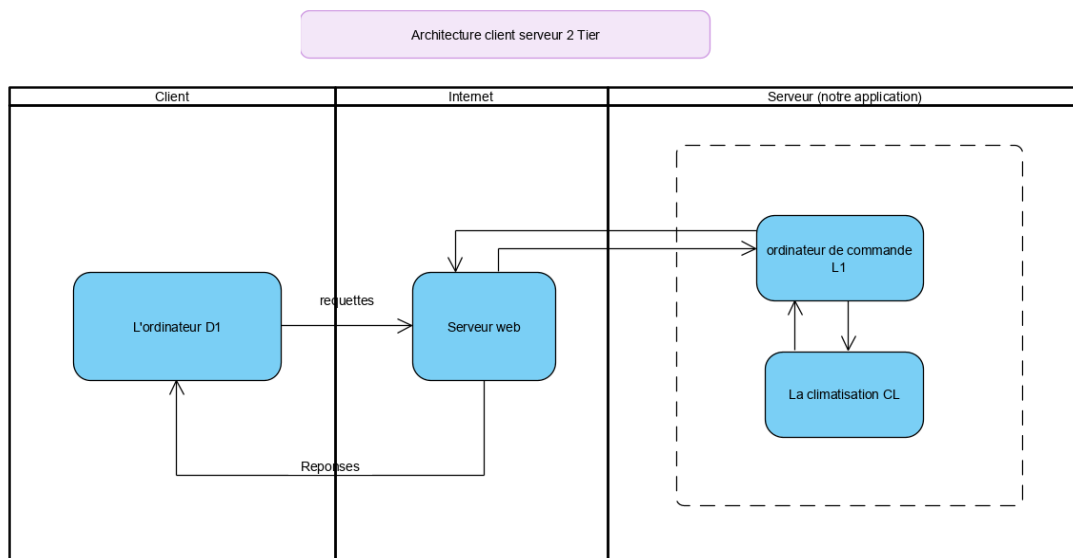 Architecture client serveur 2 Tier
Client
Internet
Serveur (notre application)
ordinateur de commande
L1
requettes
L'ordinateur D1
Serveur web
La climatisation CL
Reponses